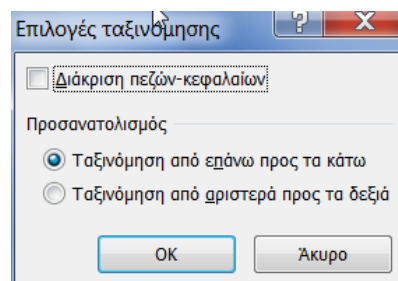 Επιλογές ταξινόμησης
Διάκριση πεζών-κεφαλαίων
Προσανατολισμός
Ταξινόμηση από επάνω προς τα κάτω
Ταξινόμηση από αριστερά προς τα δεξιά
OK Άκυρο